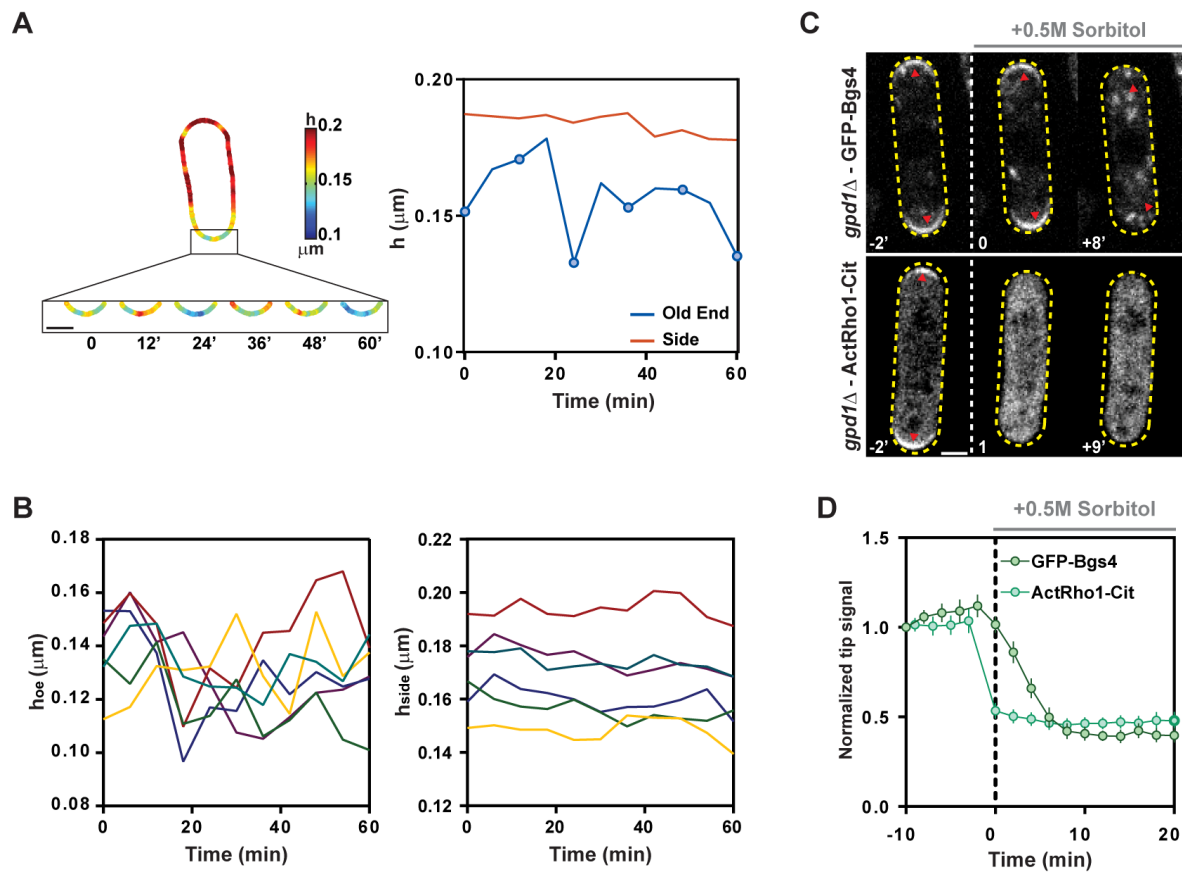 A
h
0.2
0.15
0.1
μm
0 12’ 24’ 36’ 48’ 60’
0.20
0.15
0.10
h (μm)
Old End
Side
0 20 40 60
Time (min)
C
+0.5M Sorbitol
gpd1Δ - GFP-Bgs4
-2’ 0 +8’
gpd1Δ - ActRho1-Cit
-2’ 1 +9’
B
0.18
0.16
0.14
0.12
0.10
0.08
hoe (μm)
0 20 40 60
Time (min)
0.22
0.20
0.18
0.16
0.14
0.12
hside (μm)
0 20 40 60
Time (min)
D
+0.5M Sorbitol
1.5
1.0
0.5
0.0
Normalized tip signal
GFP-Bgs4
ActRho1-Cit
-10 0 10 20
Time (min)